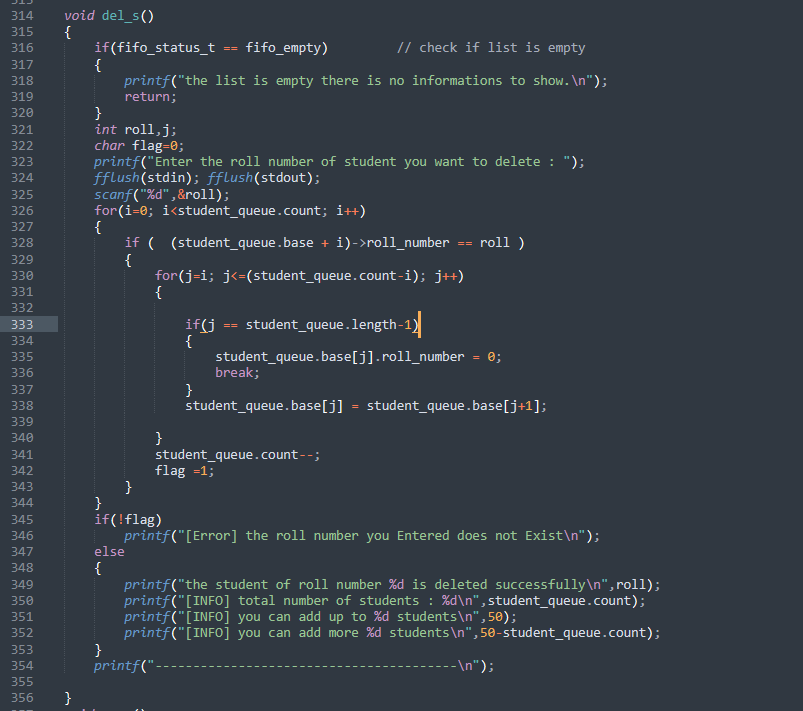 314 void del_s()
315 {
316 if(fifo_status_t == fifo_empty) // check if list is empty
317 {
318 printf("the list is empty there is no informations to show.\n");
319 return;
320 }
321 int roll,j;
322 char flag=0;
323 printf("Enter the roll number of student you want to delete : ");
324 fflush(stdin); fflush(stdout);
325 scanf("%d",&roll);
326 for(i=0; i<student_queue.count; i++)
327 {
328 if ( (student_queue.base + i)->roll_number == roll )
329 {
330 for(j=i; j<=(student_queue.count-i); j++)
331 {
332
333 if(j == student_queue.length-1)
334 {
335 student_queue.base[j].roll_number = 0;
336 break;
337 }
338 student_queue.base[j] = student_queue.base[j+1];
339
340 }
341 student_queue.count--;
342 flag =1;
343 }
344 }
345 if(!flag)
346 printf("[Error] the roll number you Entered does not Exist\n");
347 else
348 {
349 printf("the student of roll number %d is deleted successfully\n",roll);
350 printf("[INFO] total number of students : %d\n",student_queue.count);
351 printf("[INFO] you can add up to %d students\n",50);
352 printf("[INFO] you can add more %d students\n",50-student_queue.count);
353 }
354 printf("----------------------------------------\n");
355
356 }